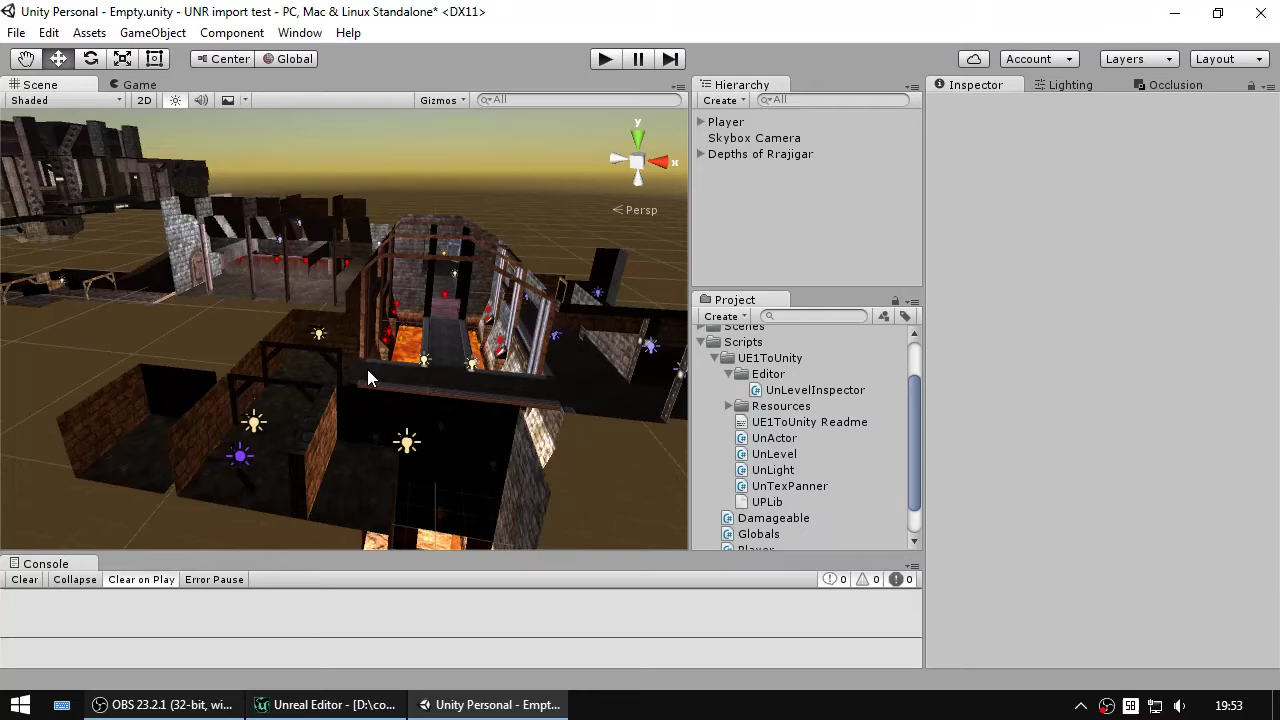 Unity Personal - Empty.unity - UNR import test - PC, Mac & Linux Standalone* <DX11>
File Edit Assets GameObject Component Window Help
Center Global Account Layers Layout
Scene Game
Shaded 2D Gizmos All
y
x
Persp
Hierarchy
Create All
Player
Skybox Camera
Depths of Rrajigar
Project
Create
Scenes
Scripts
UE1ToUnity
Editor
UnLevelInspector
Resources
UE1ToUnity Readme
UnActor
UnLevel
UnLight
UnTexPanner
UPLib
Damageable
Globals
Player
Inspector Lighting Occlusion
Console
Clear Collapse Clear on Play Error Pause 0 0 0
OBS 23.2.1 (32-bit, wi... Unreal Editor - [D:\co... Unity Personal - Empt... 58 19:53